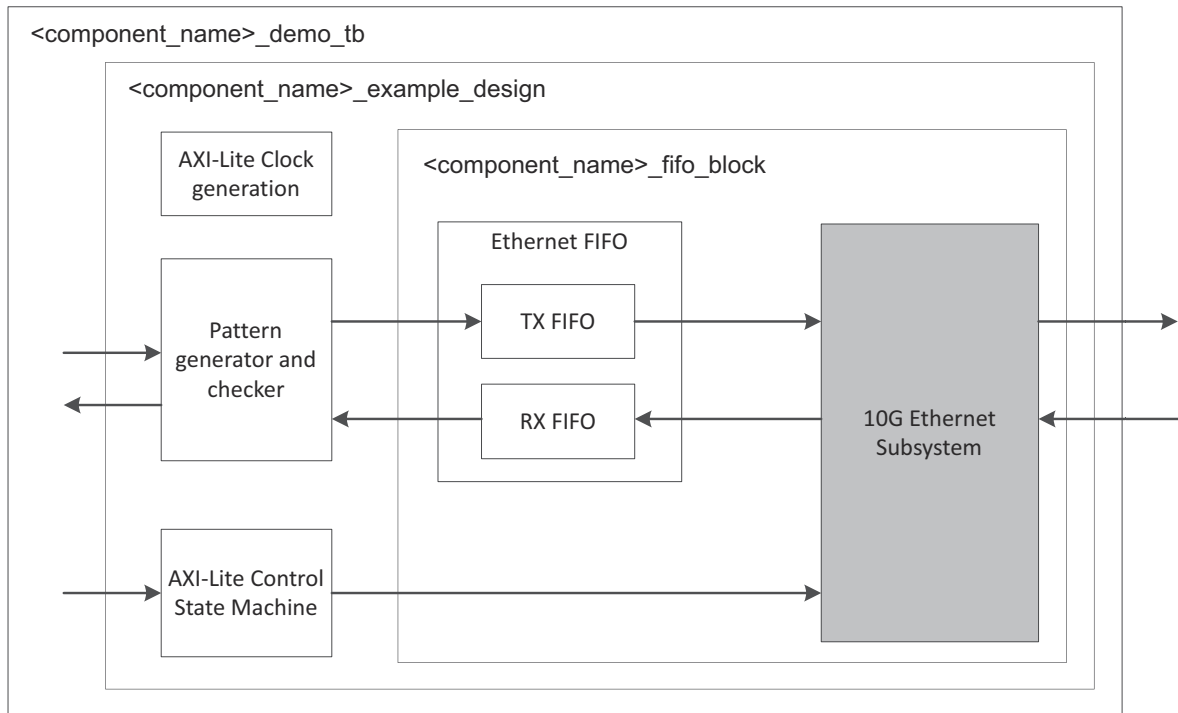 <component_name>_demo_tb
<component_name>_example_design
AXI-Lite Clock
generation
<component_name>_fifo_block
Ethernet FIFO
TX FIFO
Pattern
generator and
checker
RX FIFO
10G Ethernet
Subsystem
AXI-Lite Control
State Machine